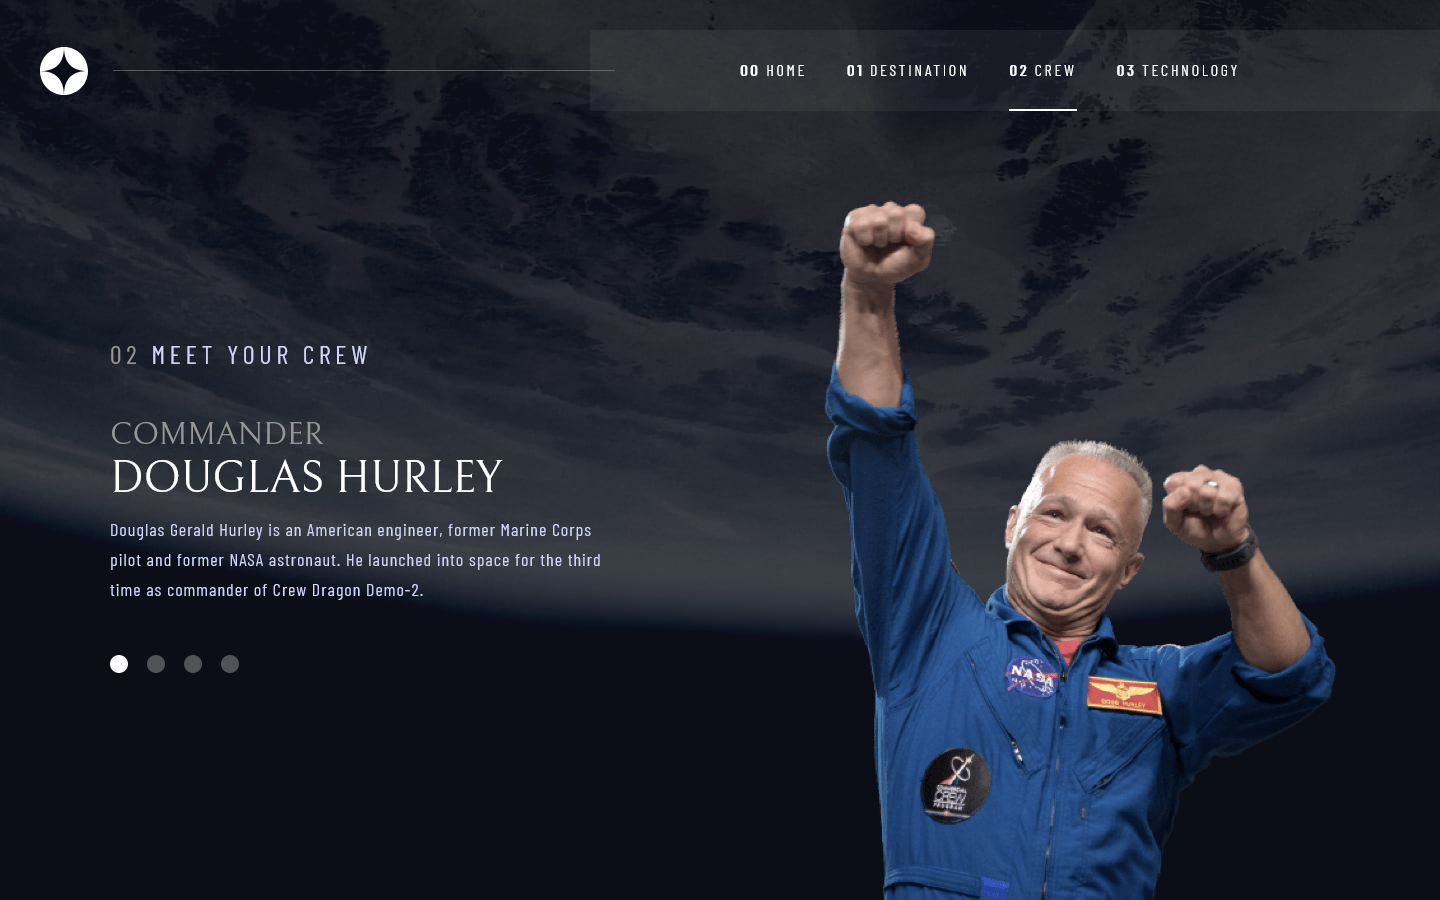 00 HOME 01 DESTINATION 02 CREW 03 TECHNOLOGY
02 MEET YOUR CREW
COMMANDER
DOUGLAS HURLEY
Douglas Gerald Hurley is an American engineer, former Marine Corps
pilot and former NASA astronaut. He launched into space for the third
time as commander of Crew Dragon Demo-2.
NASA
CREW
PROGRAM